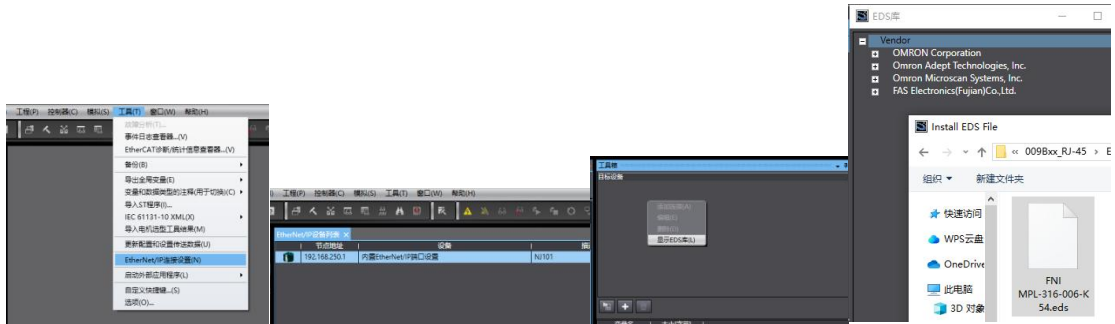 工程(P) 控制器(C) 模拟(S) 工具(T) 窗口(W) 帮助(H)
故障分析(T)...
事件日志查看器...(V)
EtherCAT诊断/统计信息查看器...(V)
备份(B)
导出全局变量(E)
变量和数据类型的注释(用于切换)(C)
导入ST程序(I)...
IEC 61131-10 XML(X)
导入电机选型工具结果(M)
更新配置和设置传送数据(U)
EtherNet/IP连接设置(N)
启动外部应用程序(L)
自定义快捷键...(S)
选项(O)...
工程(P) 控制器(C) 模拟(S) 工具(T) 窗口(W) 帮助(H)
EtherNet/IP设备列表
节点地址 设备
192.168.250.1 内置EtherNet/IP端口设置 NJ101
工具箱
目标设备
显示EDS库(L)
EDS库
Vendor
OMRON Corporation
Omron Adept Technologies, Inc.
Omron Microscan Systems, Inc.
FAS Electronics(Fujian)Co.,Ltd.
Install EDS File
« 009Bxx_RJ-45 › E
组织 新建文件夹
快速访问
WPS云盘
OneDrive
此电脑
3D 对象
FNI
MPL-316-006-K
54.eds